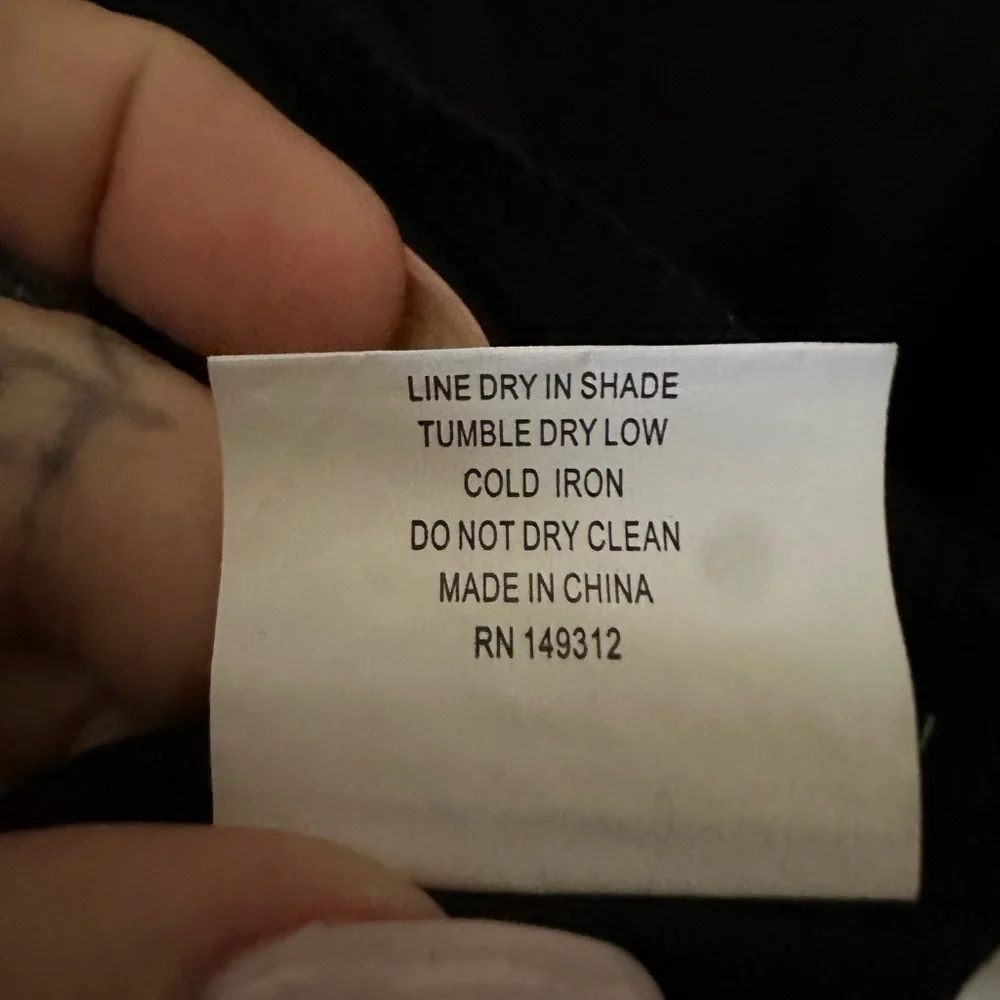 LINE DRY IN SHADE
TUMBLE DRY LOW
COLD IRON
DO NOT DRY CLEAN
MADE IN CHINA
RN 149312